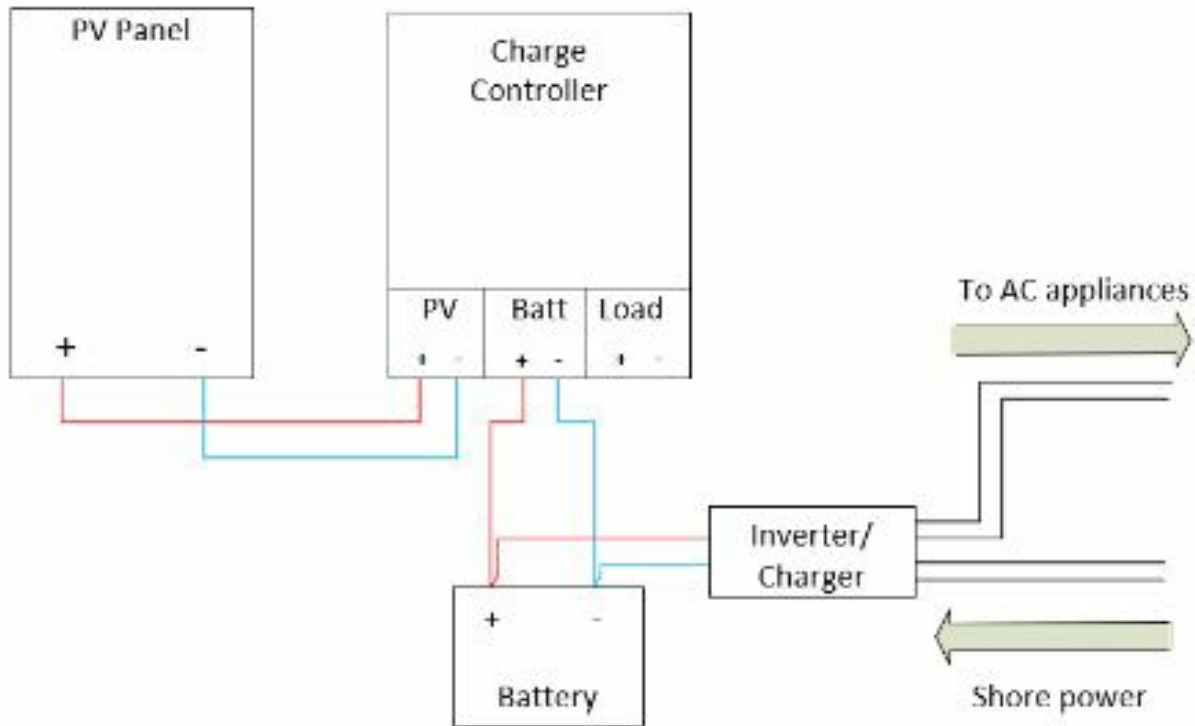 PV Panel
+ -
Charge
Controller
PV Batt Load
+ - + - + -
To AC appliances
Inverter/
Charger
+ -
Battery
Shore power